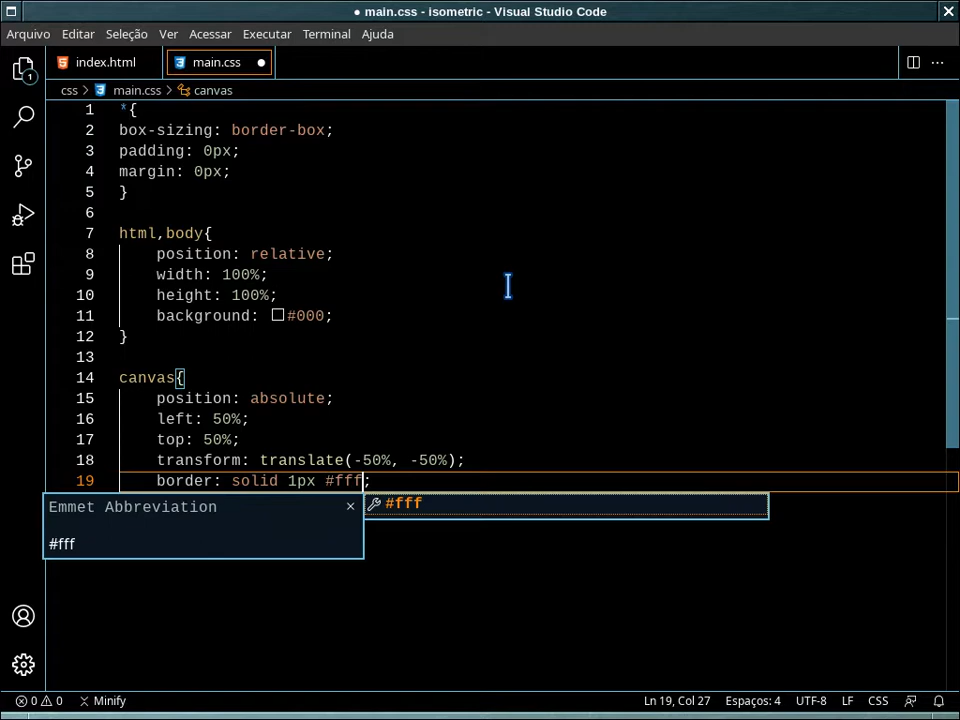 ● main.css - isometric - Visual Studio Code
Arquivo Editar Seleção Ver Acessar Executar Terminal Ajuda
index.html main.css ●
css > main.css > canvas
1 *{
2 box-sizing: border-box;
3 padding: 0px;
4 margin: 0px;
5 }
6
7 html,body{
8 position: relative;
9 width: 100%;
10 height: 100%;
11 background: #000;
12 }
13
14 canvas{
15 position: absolute;
16 left: 50%;
17 top: 50%;
18 transform: translate(-50%, -50%);
19 border: solid 1px #fff;
Emmet Abbreviation
#fff
#fff
1
0 0 Minify Ln 19, Col 27 Espaços: 4 UTF-8 LF CSS